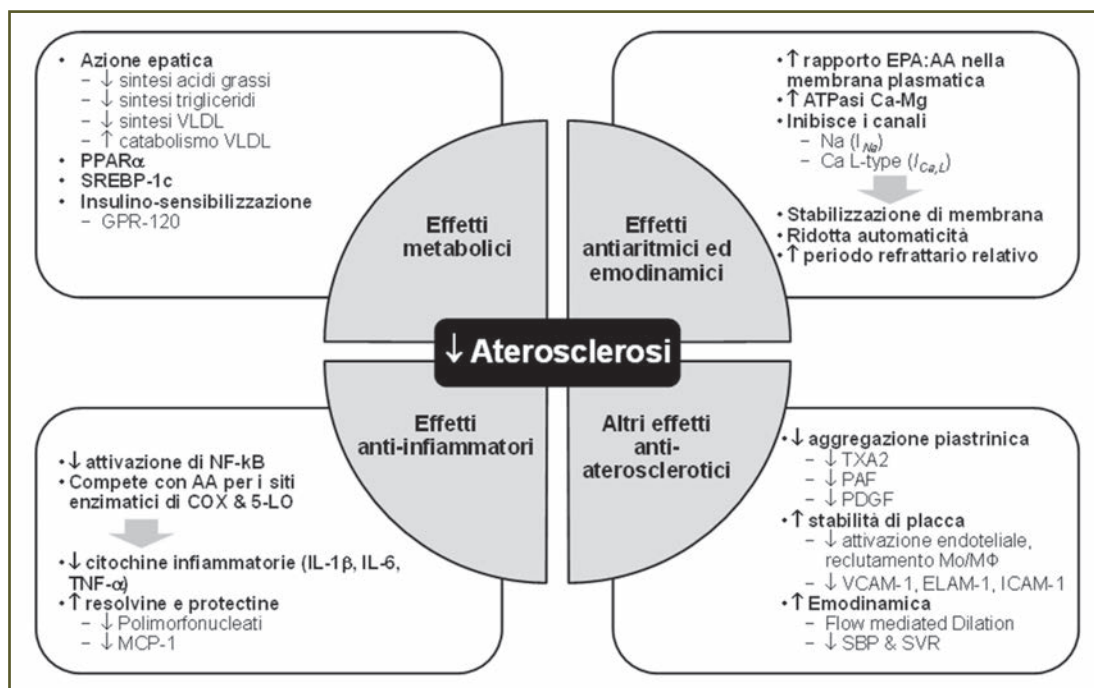 • Azione epatica
– ↓ sintesi acidi grassi
– ↓ sintesi trigliceridi
– ↓ sintesi VLDL
– ↑ catabolismo VLDL
• PPARα
• SREBP-1c
• Insulino-sensibilizzazione
– GPR-120
• ↑ rapporto EPA:AA nella
membrana plasmatica
• ↑ ATPasi Ca-Mg
• Inibisce i canali
– Na (I_Na)
– Ca L-type (I_Ca,L)
• Stabilizzazione di membrana
• Ridotta automaticità
• ↑ periodo refrattario relativo
Effetti
metabolici
Effetti
antiaritmici ed
emodinamici
↓ Aterosclerosi
Effetti
anti-infiammatori
Altri effetti
anti-
aterosclerotici
• ↓ attivazione di NF-kB
• Compete con AA per i siti
enzimatici di COX & 5-LO
• ↓ citochine infiammatorie (IL-1β, IL-6,
TNF-α)
• ↑ resolvine e protectine
– ↓ Polimorfonucleati
– ↓ MCP-1
• ↓ aggregazione piastrinica
– ↓ TXA2
– ↓ PAF
– ↓ PDGF
• ↑ stabilità di placca
– ↓ attivazione endoteliale,
reclutamento Mo/MΦ
– ↓ VCAM-1, ELAM-1, ICAM-1
• ↑ Emodinamica
– Flow mediated Dilation
– ↓ SBP & SVR